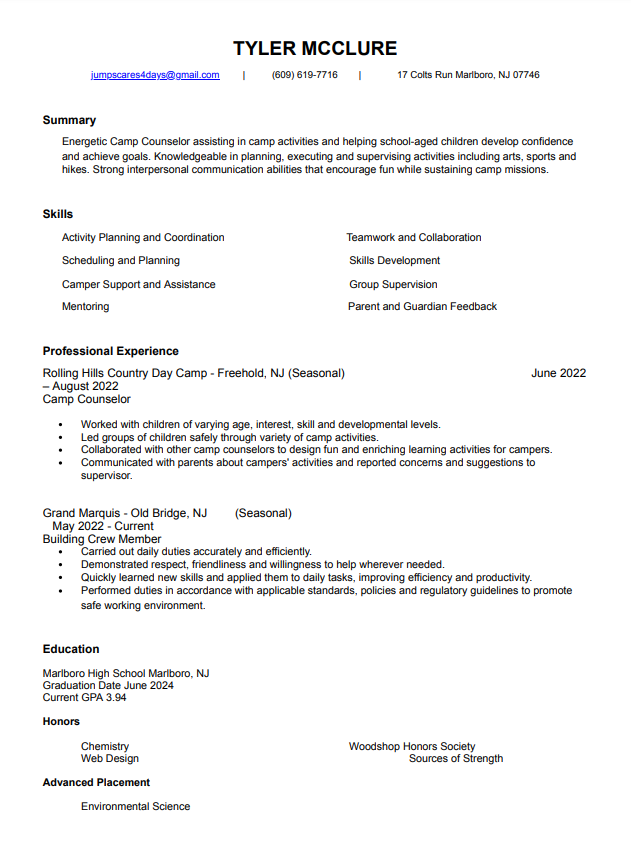 TYLER MCCLURE
jumpscares4days@gmail.com | (609) 619-7716 | 17 Colts Run Marlboro, NJ 07746
Summary
Energetic Camp Counselor assisting in camp activities and helping school-aged children develop confidence
and achieve goals. Knowledgeable in planning, executing and supervising activities including arts, sports and
hikes. Strong interpersonal communication abilities that encourage fun while sustaining camp missions.
Skills
Activity Planning and Coordination Teamwork and Collaboration
Scheduling and Planning Skills Development
Camper Support and Assistance Group Supervision
Mentoring Parent and Guardian Feedback
Professional Experience
Rolling Hills Country Day Camp - Freehold, NJ (Seasonal) June 2022
– August 2022
Camp Counselor
• Worked with children of varying age, interest, skill and developmental levels.
• Led groups of children safely through variety of camp activities.
• Collaborated with other camp counselors to design fun and enriching learning activities for campers.
• Communicated with parents about campers' activities and reported concerns and suggestions to
supervisor.
Grand Marquis - Old Bridge, NJ (Seasonal)
May 2022 - Current
Building Crew Member
• Carried out daily duties accurately and efficiently.
• Demonstrated respect, friendliness and willingness to help wherever needed.
• Quickly learned new skills and applied them to daily tasks, improving efficiency and productivity.
• Performed duties in accordance with applicable standards, policies and regulatory guidelines to promote
safe working environment.
Education
Marlboro High School Marlboro, NJ
Graduation Date June 2024
Current GPA 3.94
Honors
Chemistry Woodshop Honors Society
Web Design Sources of Strength
Advanced Placement
Environmental Science